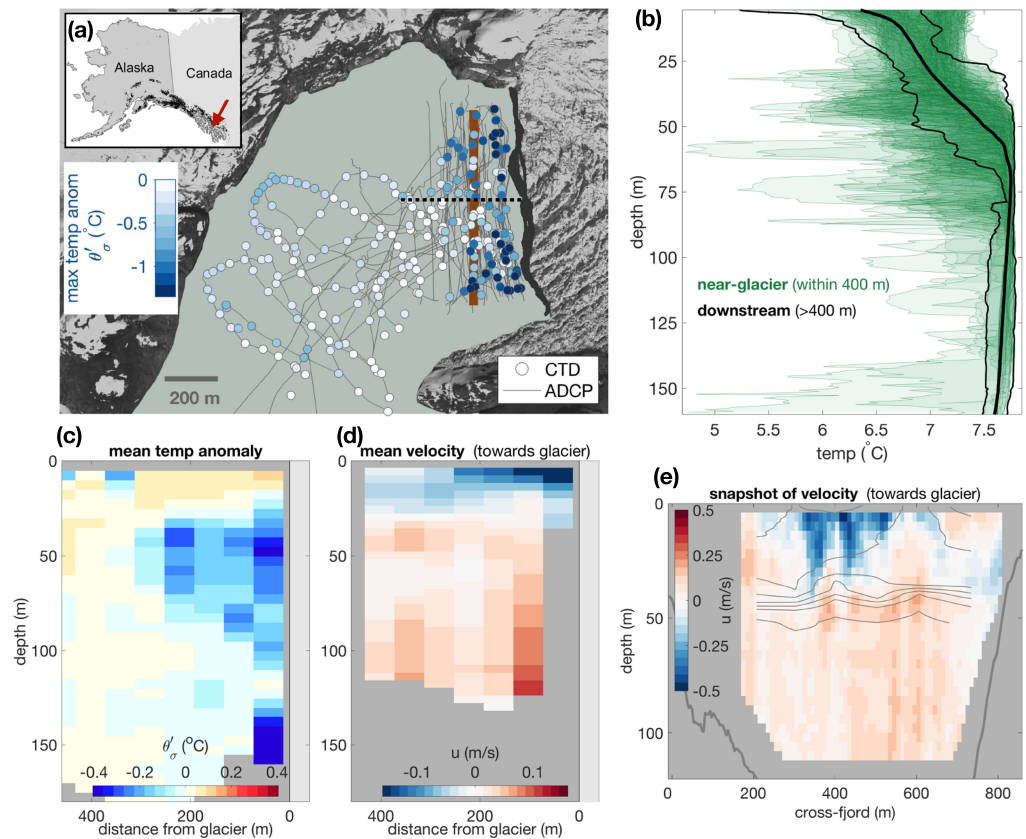 (a)
Alaska
Canada
max temp anom
θ′σ (°C)
0
-0.5
-1
200 m
CTD
ADCP
(b)
25
50
75
100
125
150
depth (m)
near-glacier (within 400 m)
downstream (>400 m)
5
5.5
6
6.5
7
7.5
temp (°C)
(c)
mean temp anomaly
0
50
100
150
depth (m)
θ′σ (°C)
-0.4
-0.2
0
0.2
0.4
400
200
0
distance from glacier (m)
(d)
mean velocity (towards glacier)
0
50
100
150
u (m/s)
-0.1
0
0.1
400
200
0
distance from glacier (m)
(e)
snapshot of velocity (towards glacier)
0
50
100
depth (m)
0.5
0.25
0
-0.25
-0.5
u (m/s)
0
200
400
600
800
cross-fjord (m)